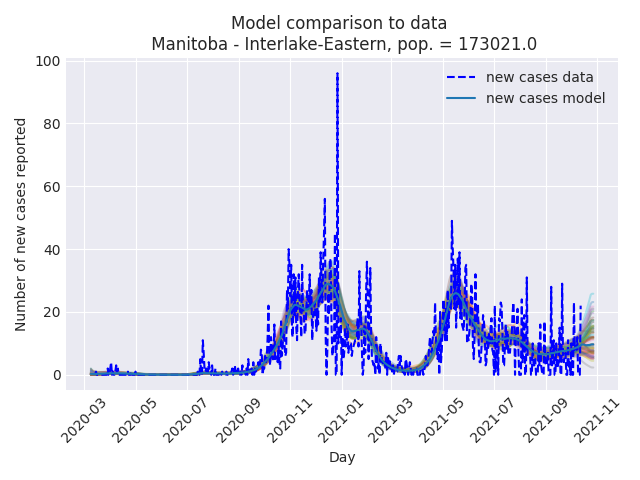 Model comparison to data
Manitoba - Interlake-Eastern, pop. = 173021.0
new cases data
new cases model
Number of new cases reported
100
80
60
40
20
0
2020-03
2020-05
2020-07
2020-09
2020-11
2021-01
2021-03
2021-05
2021-07
2021-09
2021-11
Day